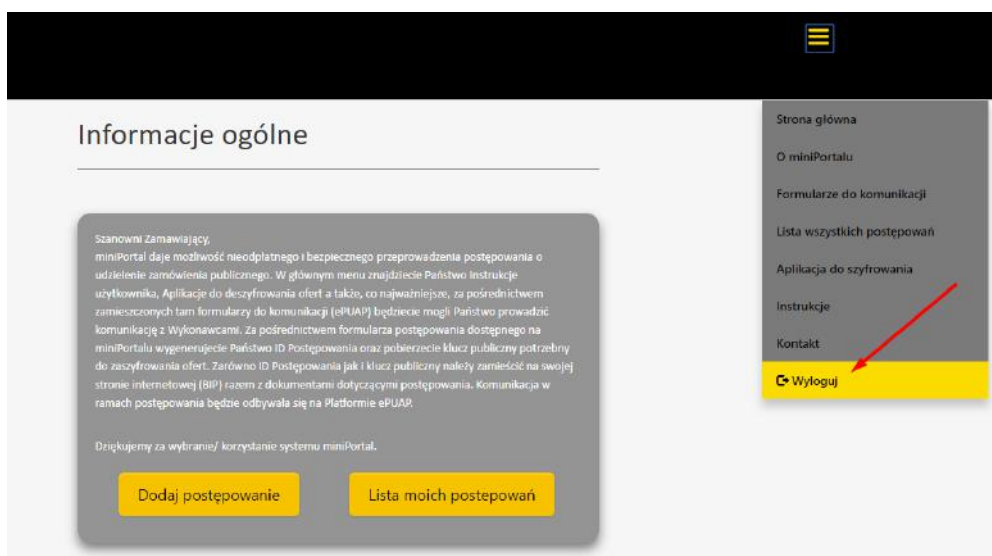 Informacje ogólne
Szanowni Zamawiający,
miniPortal daje możliwość nieodpłatnego i bezpiecznego przeprowadzenia postępowania o
udzielenie zamówienia publicznego. W głównym menu znajdziecie Państwo Instrukcje
użytkownika, Aplikacje do deszyfrowania ofert a także, co najważniejsze, za pośrednictwem
zamieszczonych tam formularzy do komunikacji (ePUAP) będziecie mogli Państwo prowadzić
komunikację z Wykonawcami. Za pośrednictwem formularza postępowania dostępnego na
miniPortalu wygenerujecie Państwo ID Postępowania oraz pobierzecie klucz publiczny potrzebny
do zaszyfrowania ofert. Zarówno ID Postępowania jak i klucz publiczny należy zamieścić na swojej
stronie internetowej (BIP) razem z dokumentami dotyczącymi postępowania. Komunikacja w
ramach postępowania będzie odbywała się na Platformie ePUAP.
Dziękujemy za wybranie/ korzystanie systemu miniPortal.
Dodaj postępowanie
Lista moich postepowań
Strona główna
O miniPortalu
Formularze do komunikacji
Lista wszystkich postępowań
Aplikacja do szyfrowania
Instrukcje
Kontakt
Wyloguj